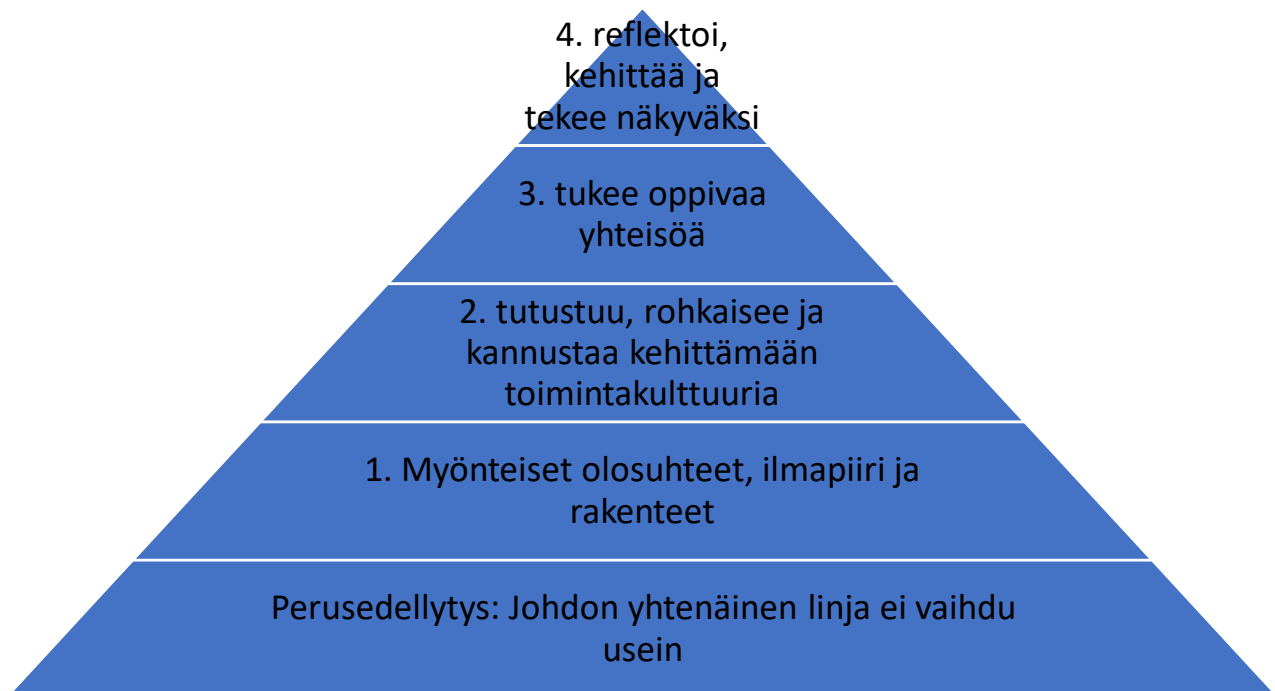 4. reflektoi,
kehittää ja
tekee näkyväksi
3. tukee oppivaa
yhteisöä
2. tutustuu, rohkaisee ja
kannustaa kehittämään
toimintakulttuuria
1. Myönteiset olosuhteet, ilmapiiri ja
rakenteet
Perusedellytys: Johdon yhtenäinen linja ei vaihdu
usein